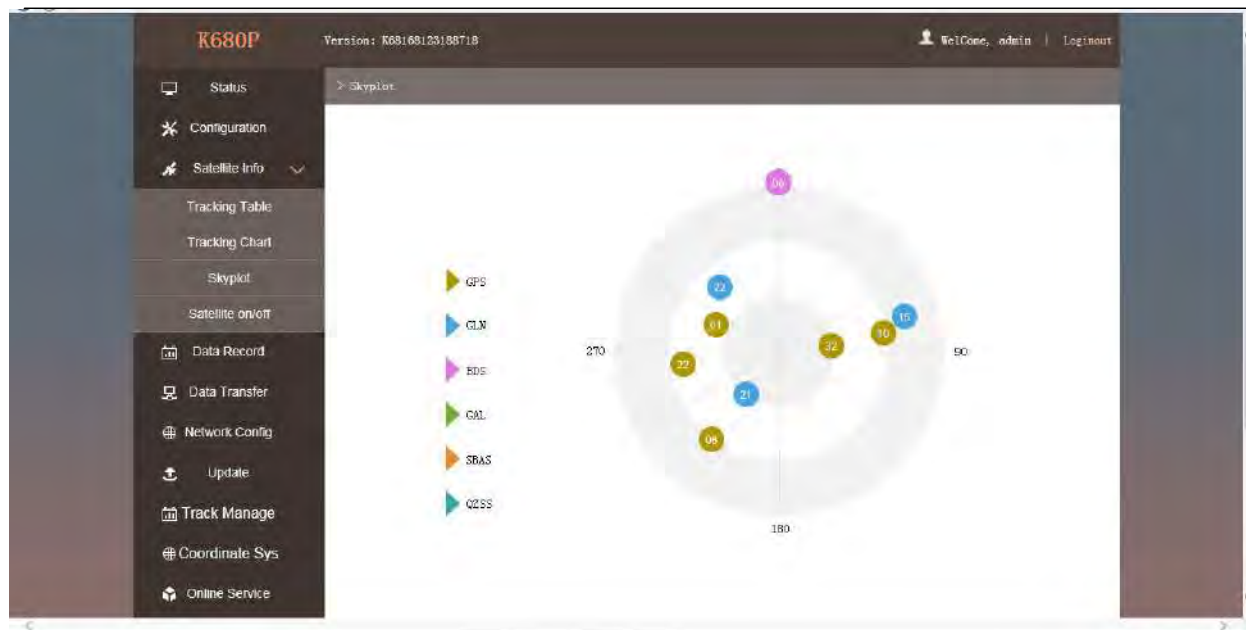 K680P
Version: K68168123188718
WelCome, admin | Loginout
Status
> Skyplot
Configuration
Satellite Info
Tracking Table
Tracking Chart
Skyplot
Satellite on/off
Data Record
Data Transfer
Network Config
Update
Track Manage
Coordinate Sys
Online Service
GPS
GLN
BDS
GAL
SBAS
QZSS
22
01
15
10
32
270
90
22
21
180